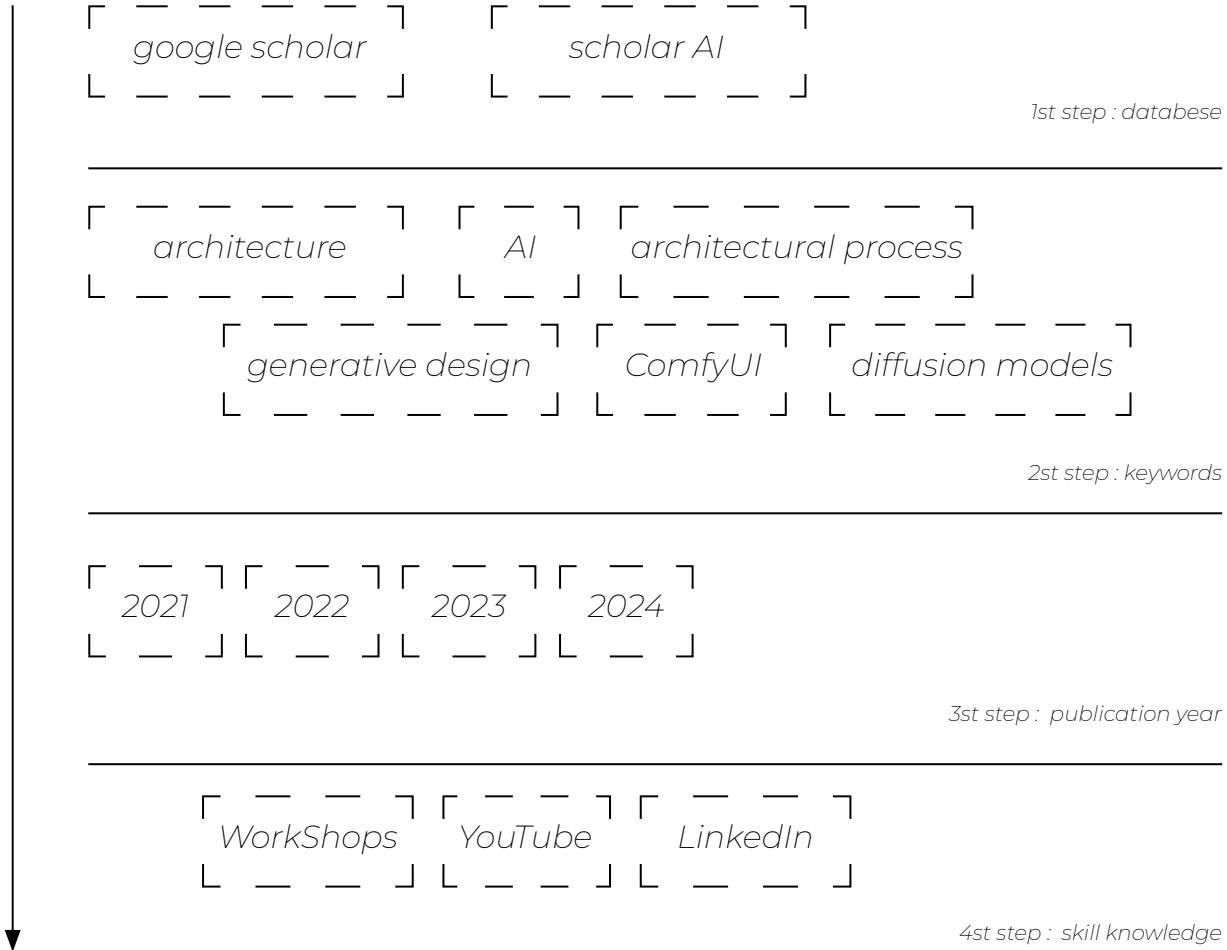 google scholar scholar AI
1st step : databese
architecture AI architectural process
generative design ComfyUI diffusion models
2st step : keywords
2021 2022 2023 2024
3st step : publication year
WorkShops YouTube LinkedIn
4st step : skill knowledge